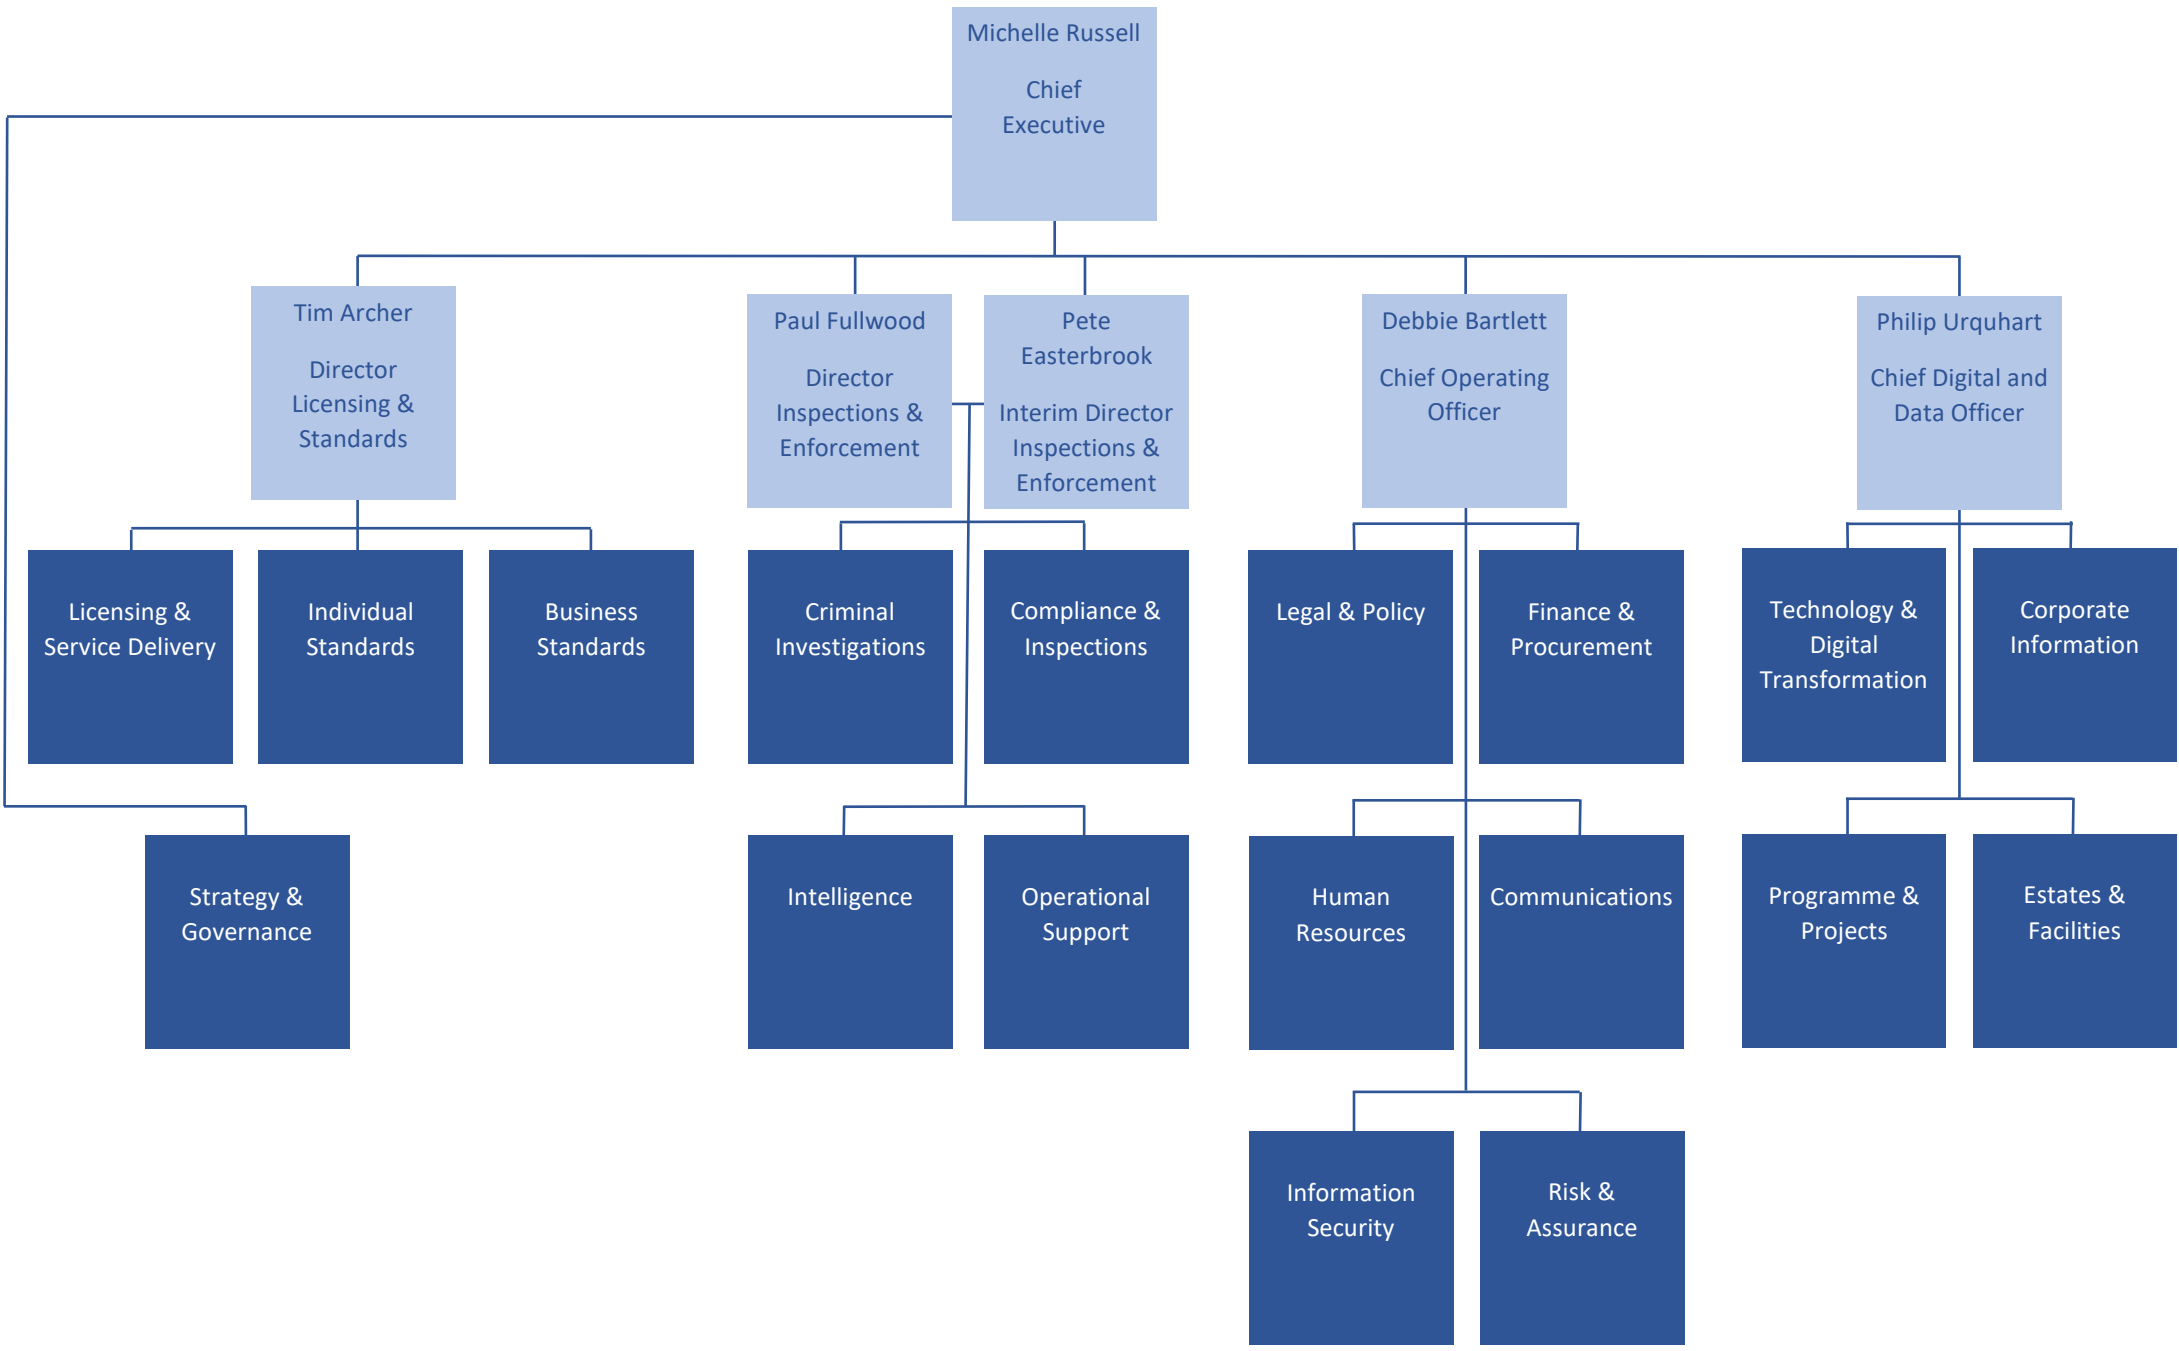 Michelle Russell
Chief
Executive
Tim Archer
Director
Licensing &
Standards
Paul Fullwood
Director
Inspections &
Enforcement
Pete
Easterbrook
Interim Director
Inspections &
Enforcement
Debbie Bartlett
Chief Operating
Officer
Philip Urquhart
Chief Digital and
Data Officer
Licensing &
Service Delivery
Individual
Standards
Business
Standards
Criminal
Investigations
Compliance &
Inspections
Legal & Policy
Finance &
Procurement
Technology &
Digital
Transformation
Corporate
Information
Strategy &
Governance
Intelligence
Operational
Support
Human
Resources
Communications
Programme &
Projects
Estates &
Facilities
Information
Security
Risk &
Assurance